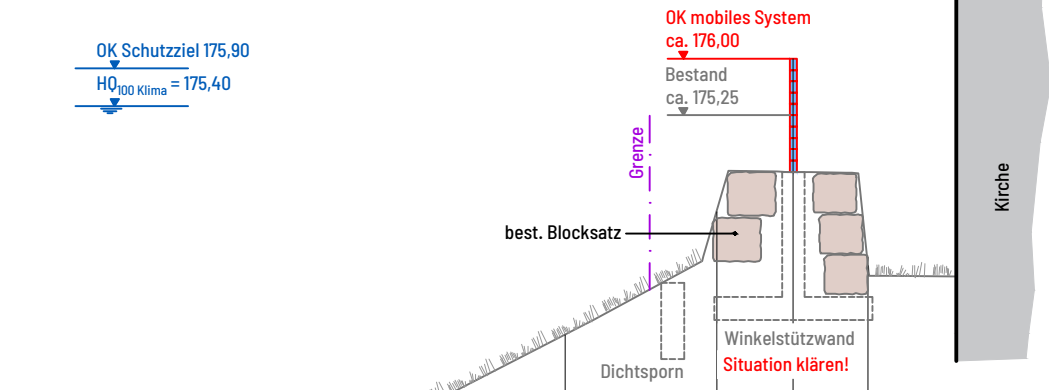 OK mobiles System
ca. 176,00
OK Schutzziel 175,90
HQ100 Klima = 175,40
Bestand
ca. 175,25
Grenze
Kirche
best. Blocksatz
Winkelstützwand
Situation klären!
Dichtsporn